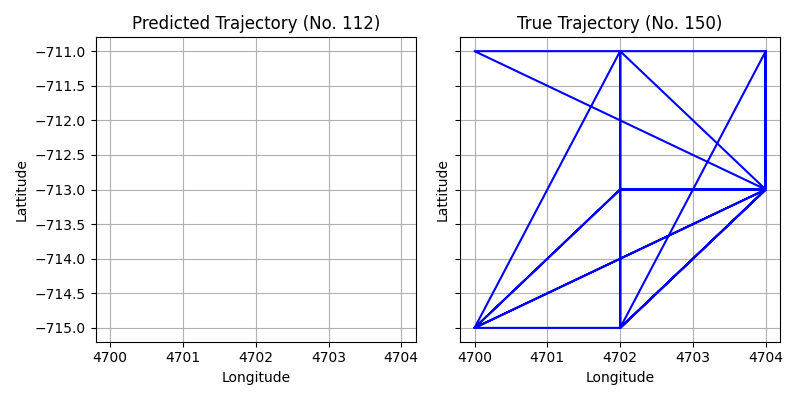 Predicted Trajectory (No. 112)
True Trajectory (No. 150)
−711.0
−711.5
−712.0
−712.5
−713.0
−713.5
−714.0
−714.5
−715.0
Lattitude
Lattitude
4700 4701 4702 4703 4704
4700 4701 4702 4703 4704
Longitude
Longitude